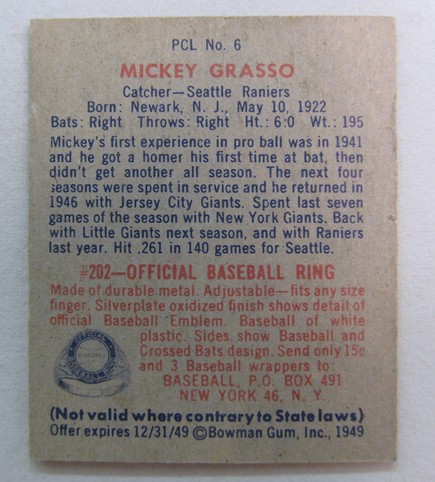 PCL No. 6
MICKEY GRASSO
Catcher—Seattle Raniers
Born: Newark, N. J., May 10, 1922
Bats: Right Throws: Right Ht.: 6:0 Wt.: 195
Mickey's first experience in pro ball was in 1941
and he got a homer his first time at bat, then
didn't get another all season. The next four
seasons were spent in service and he returned in
1946 with Jersey City Giants. Spent last seven
games of the season with New York Giants. Back
with Little Giants next season, and with Raniers
last year. Hit .261 in 140 games for Seattle.
#202—OFFICIAL BASEBALL RING
Made of durable metal. Adjustable—fits any size
finger. Silverplate oxidized finish shows detail of
official Baseball Emblem. Baseball of white
plastic. Sides show Baseball and
Crossed Bats design. Send only 15c
and 3 Baseball wrappers to:
BASEBALL, P.O. BOX 491
NEW YORK 46, N. Y.
OFFICIAL
BASEBALL RING
(Not valid where contrary to State laws)
Offer expires 12/31/49 ©Bowman Gum, Inc., 1949